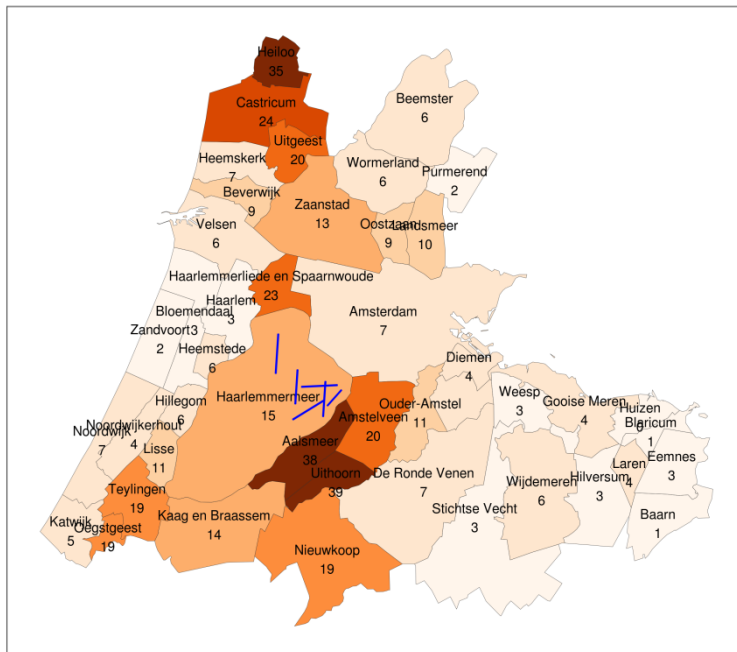 Heiloo
35
Castricum
24
Beemster
6
Uitgeest
20
Heemskerk
7
Wormerland
6
Purmerend
2
Beverwijk
9
Zaanstad
13
Oostzaan
9
Landsmeer
10
Velsen
6
Haarlemmerliede en Spaarnwoude
23
Haarlem
3
Bloemendaal
3
Amsterdam
7
Zandvoort
2
Heemstede
6
Diemen
4
Haarlemmermeer
15
Hillegom
6
Amstelveen
20
Ouder-Amstel
11
Weesp
3
Gooise Meren
4
Huizen
Blaricum
1
Noordwijkerhout
4
Noordwijk
7
Lisse
11
Aalsmeer
38
Uithoorn
39
De Ronde Venen
7
Wijdemeren
6
Hilversum
3
Laren
4
Eemnes
3
Teylingen
19
Katwijk
5
Oegstgeest
19
Kaag en Braassem
14
Stichtse Vecht
3
Baarn
1
Nieuwkoop
19